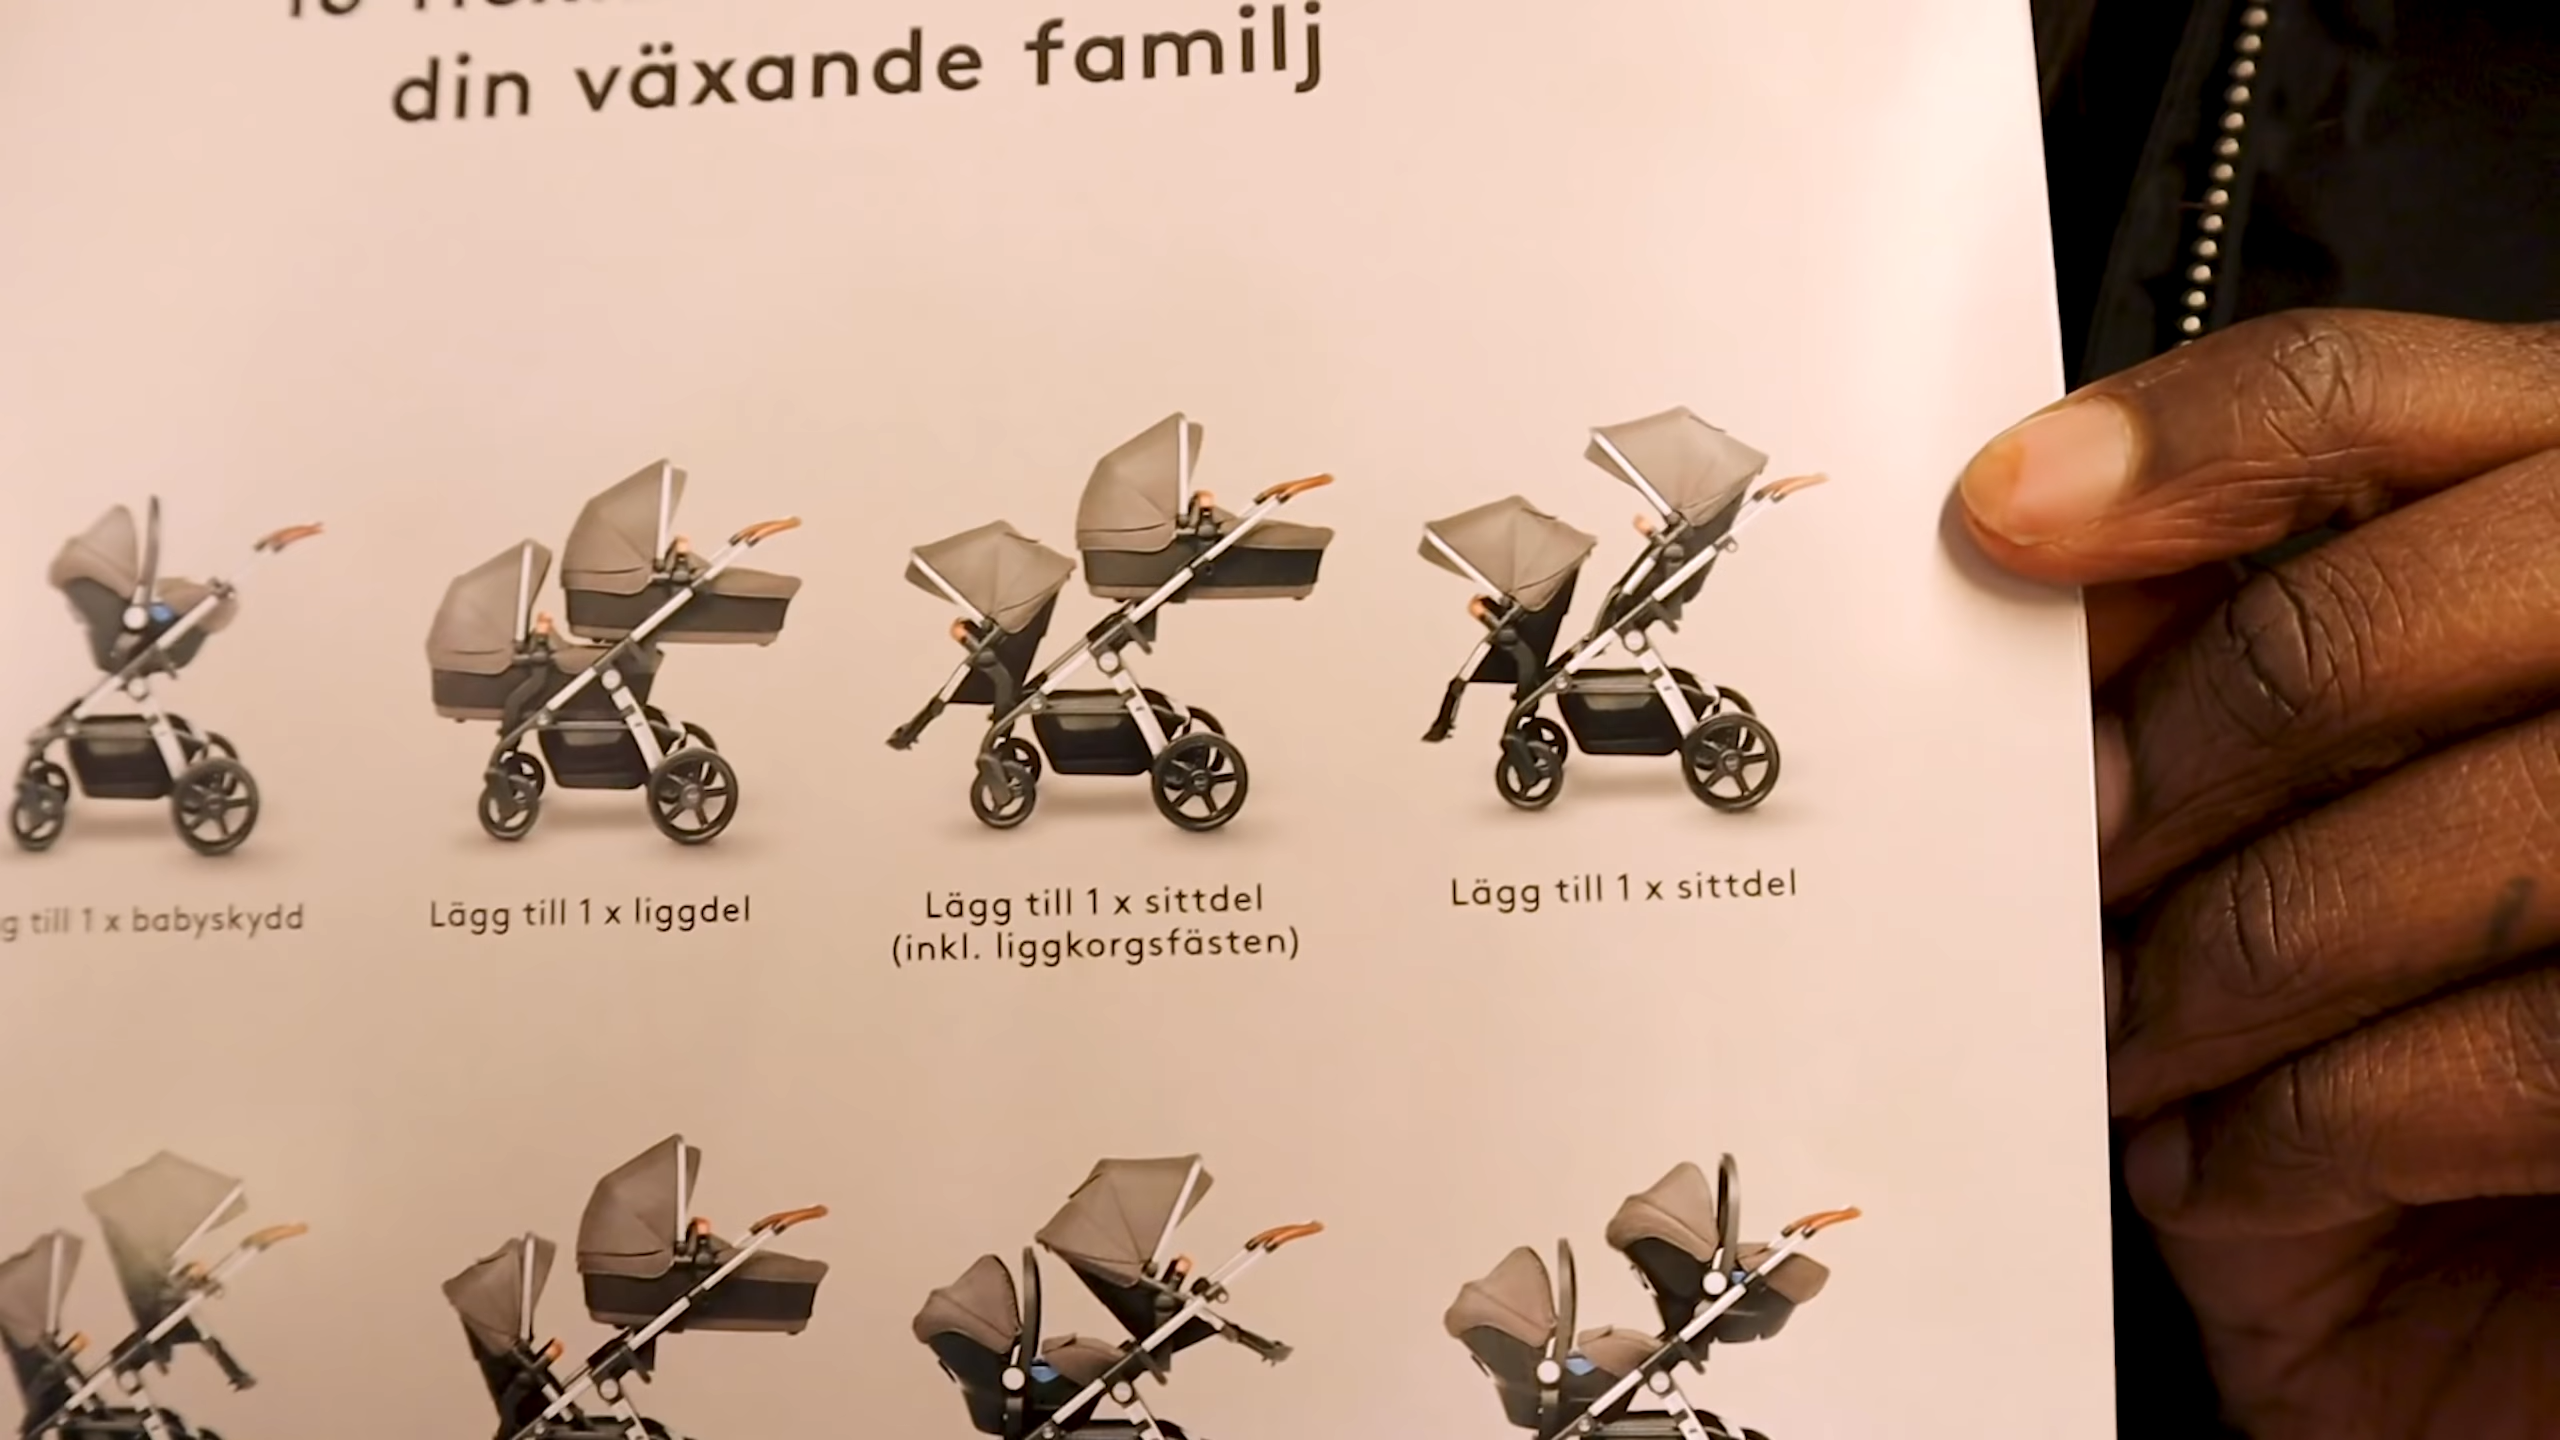 din växande familj
till 1 x babyskydd
Lägg till 1 x liggdel
Lägg till 1 x sittdel
(inkl. liggkorgsfästen)
Lägg till 1 x sittdel